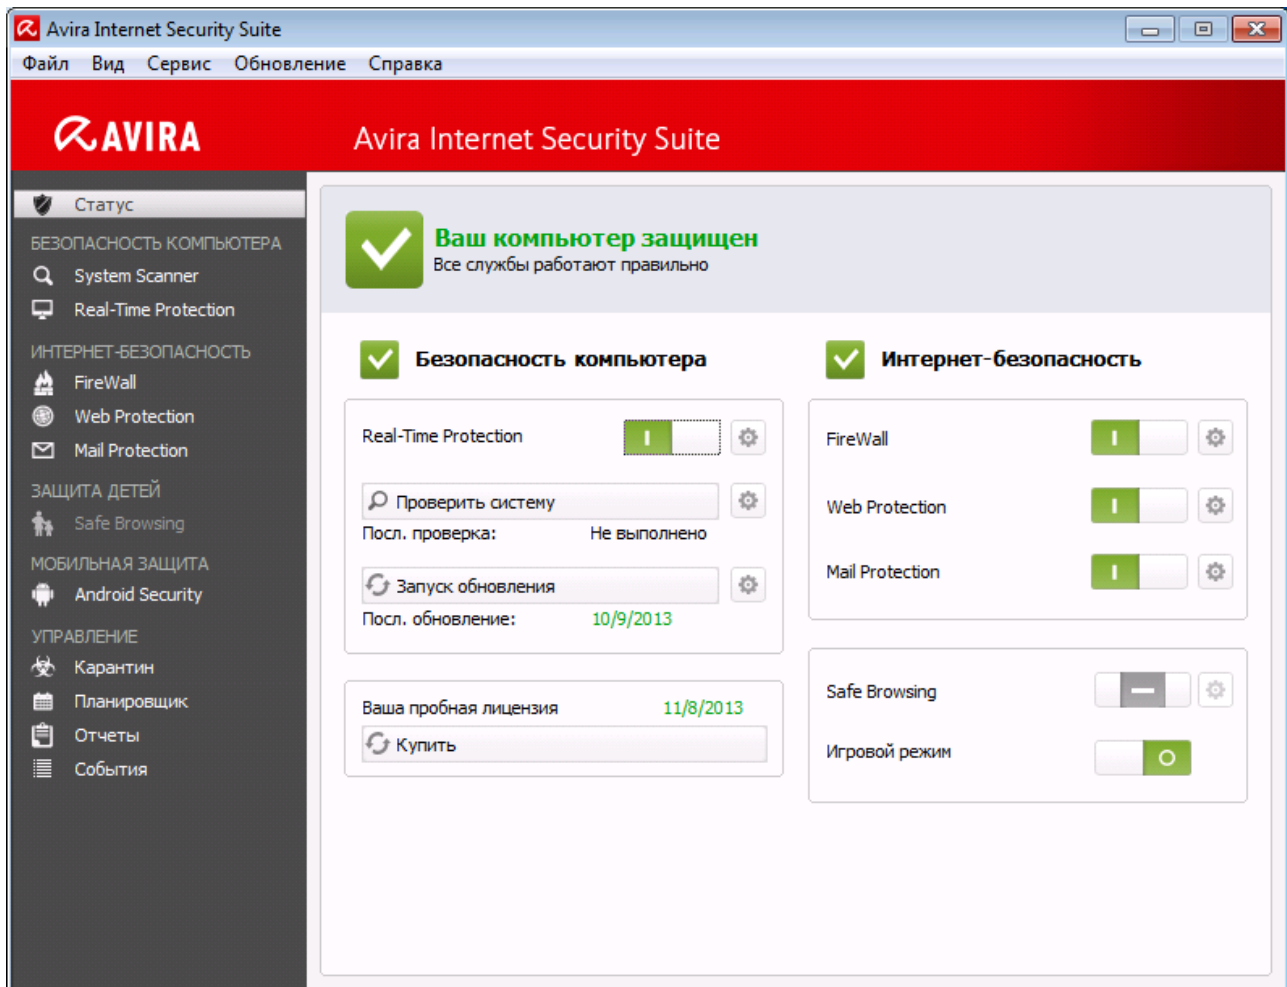 Avira Internet Security Suite
Файл Вид Сервис Обновление Справка
AVIRA
Avira Internet Security Suite
Статус
БЕЗОПАСНОСТЬ КОМПЬЮТЕРА
System Scanner
Real-Time Protection
ИНТЕРНЕТ-БЕЗОПАСНОСТЬ
FireWall
Web Protection
Mail Protection
ЗАЩИТА ДЕТЕЙ
Safe Browsing
МОБИЛЬНАЯ ЗАЩИТА
Android Security
УПРАВЛЕНИЕ
Карантин
Планировщик
Отчеты
События
Ваш компьютер защищен
Все службы работают правильно
Безопасность компьютера
Real-Time Protection
Проверить систему
Посл. проверка: Не выполнено
Запуск обновления
Посл. обновление: 10/9/2013
Ваша пробная лицензия 11/8/2013
Купить
Интернет-безопасность
FireWall
Web Protection
Mail Protection
Safe Browsing
Игровой режим